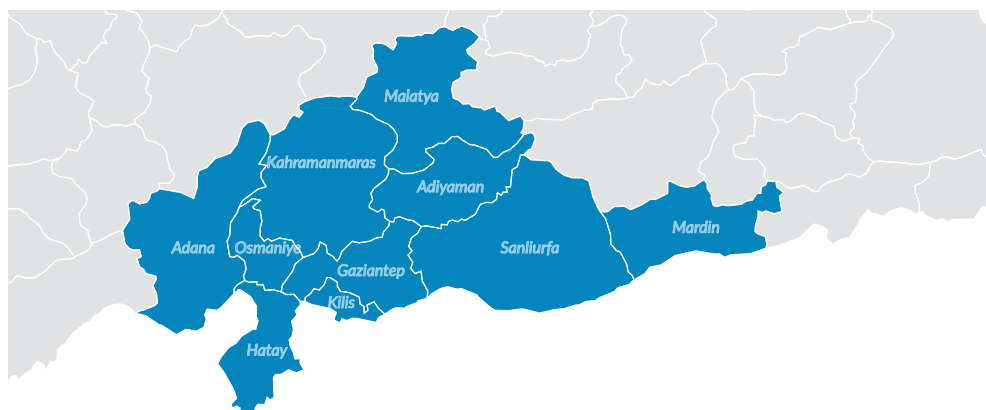 Malatya
Kahramanmaras
Adiyaman
Mardin
Adana
Osmaniye
Sanliurfa
Gaziantep
Kilis
Hatay